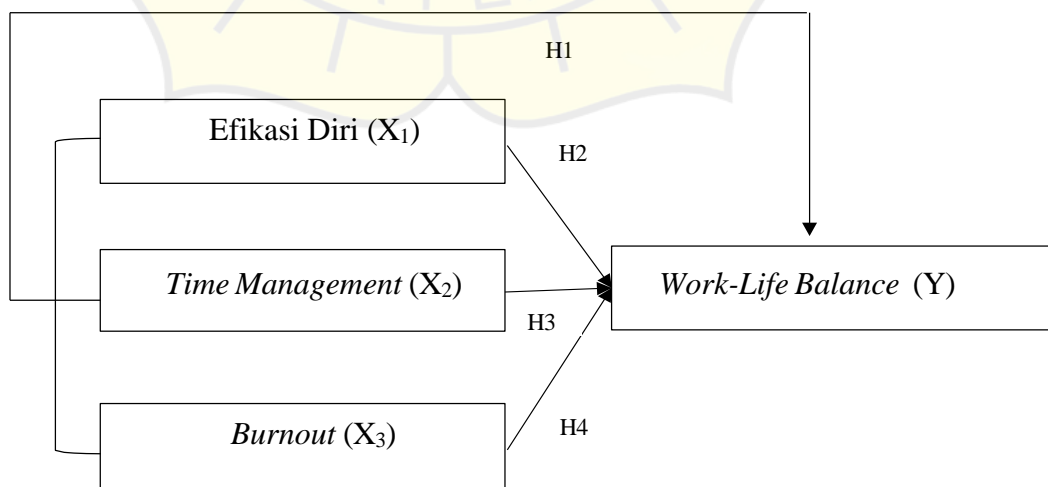 H1
Efikasi Diri (X₁)
H2
Time Management (X₂)
Work-Life Balance (Y)
H3
Burnout (X₃)
H4